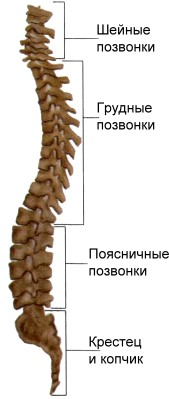 Шейные
позвонки
Грудные
позвонки
Поясничные
позвонки
Крестец
и копчик